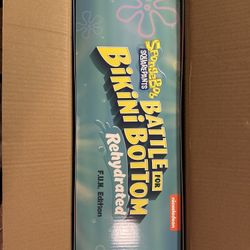 SpongeBob
SQUAREPANTS
BATTLE FOR
BIKINI BOTTOM
Rehydrated
F.U.N. Edition
nickelodeon